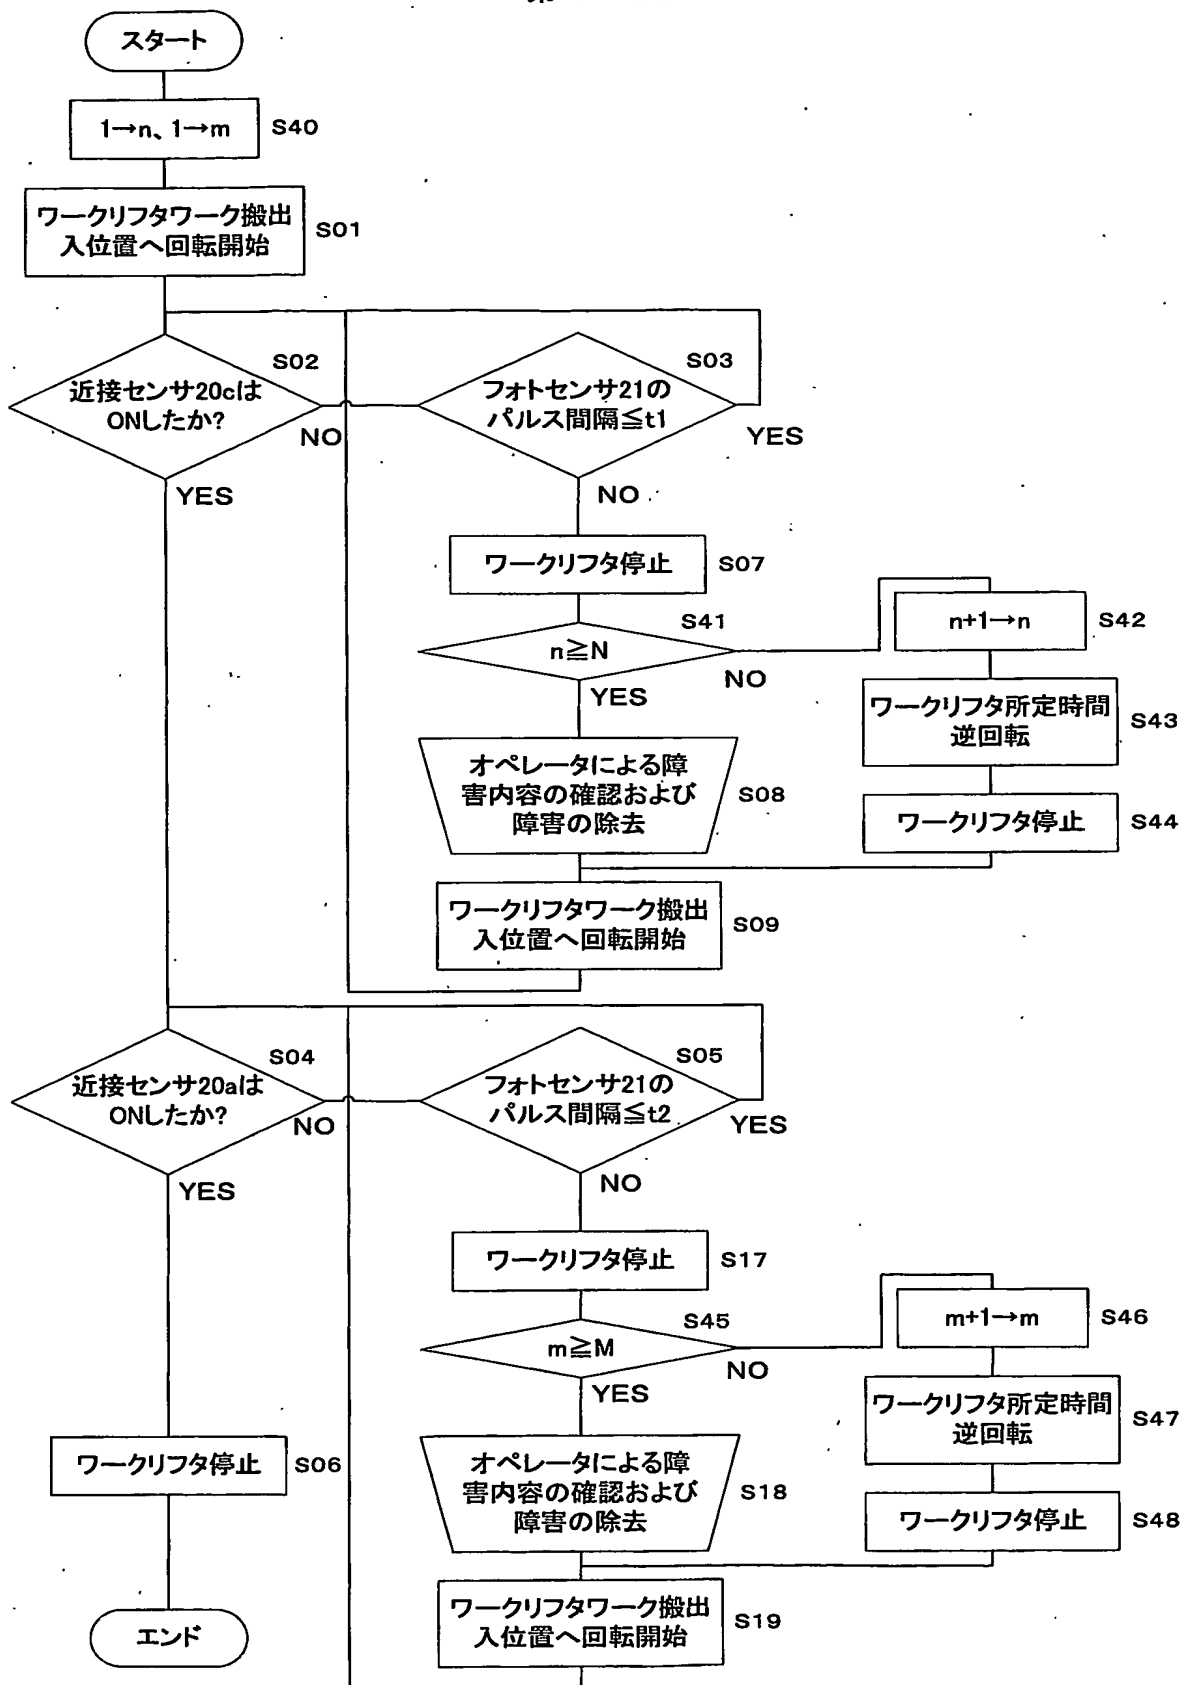 スタート
1→n、1→m
S40
ワークリフタワーク搬出
入位置へ回転開始
S01
近接センサ20cは
ONしたか?
S02
NO
YES
フォトセンサ21の
パルス間隔≦t1
S03
YES
NO
ワークリフタ停止
S07
n≧N
S41
NO
YES
n+1→n
S42
ワークリフタ所定時間
逆回転
S43
ワークリフタ停止
S44
オペレータによる障
害内容の確認および
障害の除去
S08
ワークリフタワーク搬出
入位置へ回転開始
S09
近接センサ20aは
ONしたか?
S04
NO
YES
フォトセンサ21の
パルス間隔≦t2
S05
YES
NO
ワークリフタ停止
S17
m≧M
S45
NO
YES
m+1→m
S46
ワークリフタ所定時間
逆回転
S47
ワークリフタ停止
S48
オペレータによる障
害内容の確認および
障害の除去
S18
ワークリフタワーク搬出
入位置へ回転開始
S19
ワークリフタ停止
S06
エンド